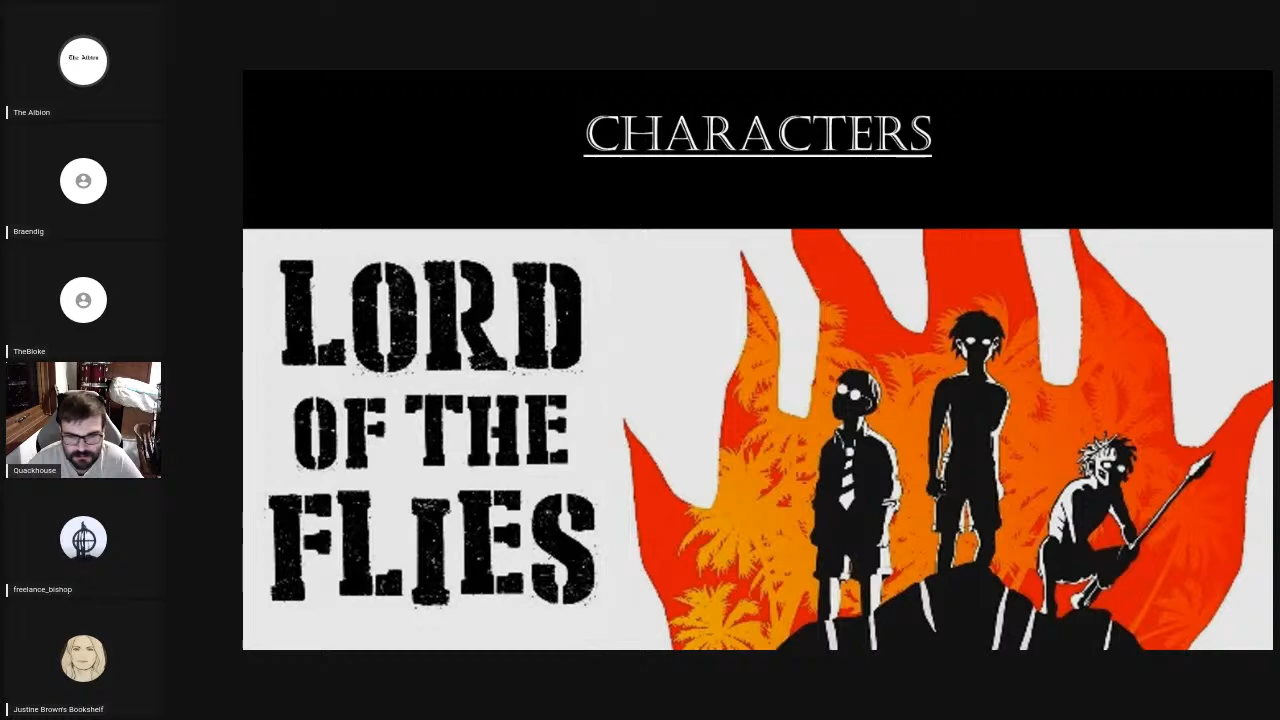 The Albion
The Albion
Braendig
TheBloke
Quackhouse
freelance_bishop
Justine Brown's Bookshelf
CHARACTERS
LORD
OF THE
FLIES